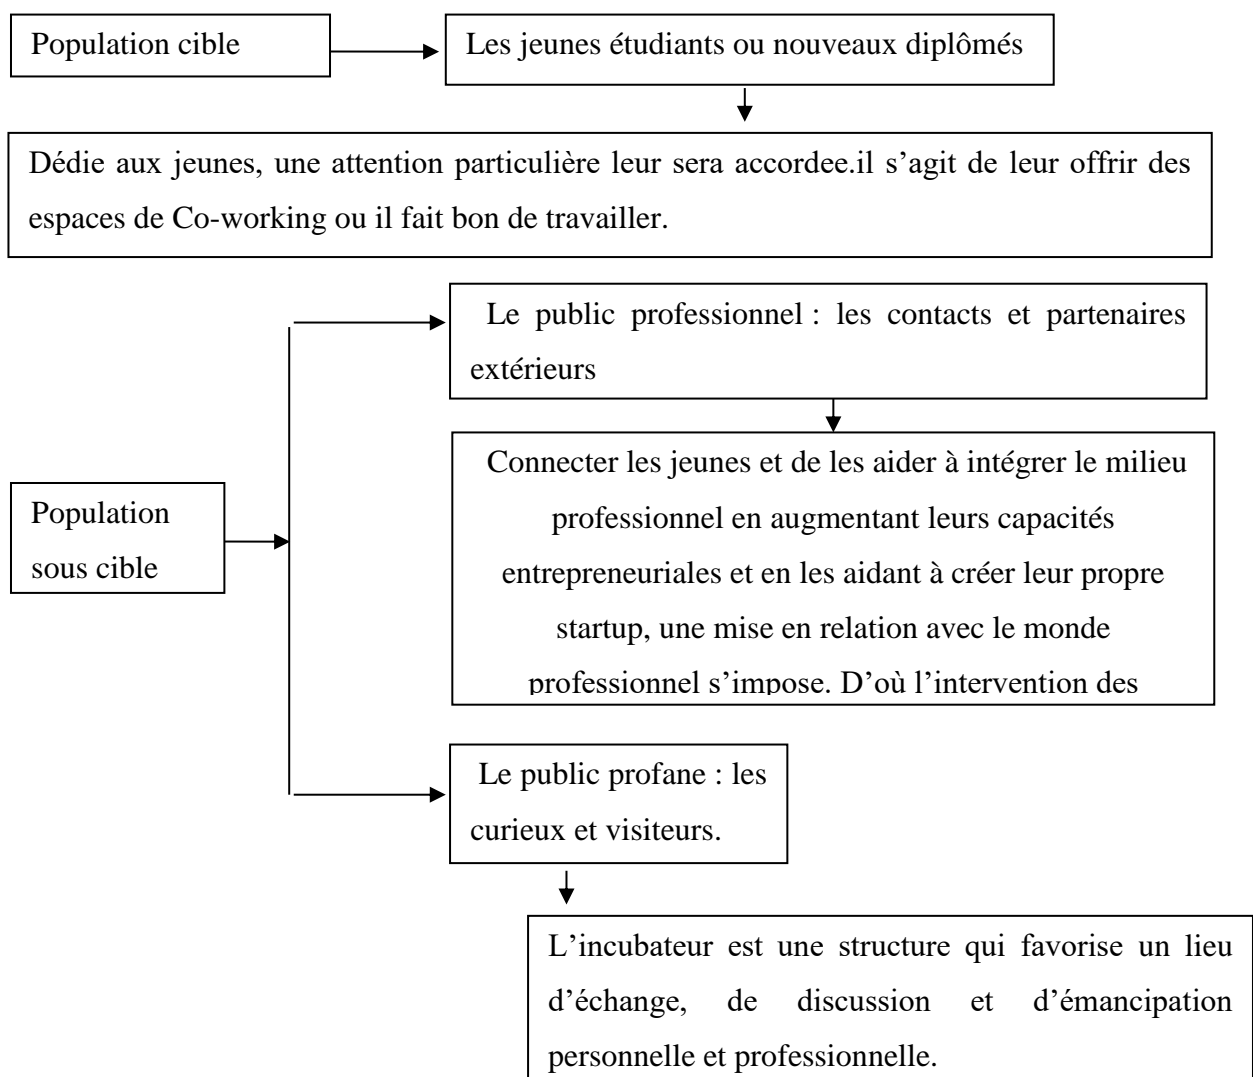 Population cible
Les jeunes étudiants ou nouveaux diplômés
Dédie aux jeunes, une attention particulière leur sera accordee.il s’agit de leur offrir des
espaces de Co-working ou il fait bon de travailler.
Le public professionnel : les contacts et partenaires
extérieurs
Connecter les jeunes et de les aider à intégrer le milieu
professionnel en augmentant leurs capacités
entrepreneuriales et en les aidant à créer leur propre
startup, une mise en relation avec le monde
professionnel s’impose. D’où l’intervention des
Population
sous cible
Le public profane : les
curieux et visiteurs.
L’incubateur est une structure qui favorise un lieu
d’échange, de discussion et d’émancipation
personnelle et professionnelle.